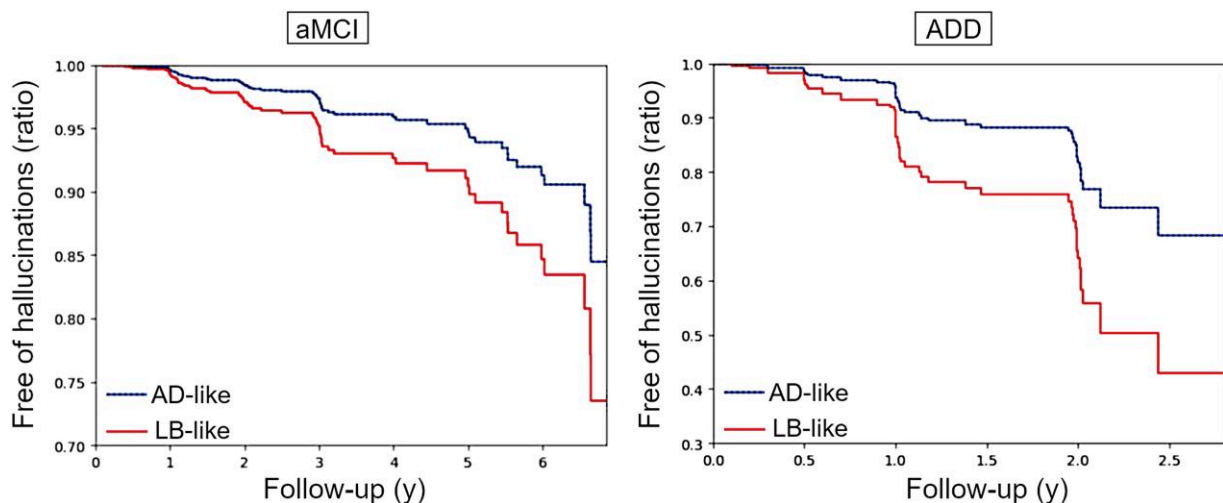 aMCI
Free of hallucinations (ratio)
1.00
0.95
0.90
0.85
0.80
0.75
0.70
AD-like
LB-like
0 1 2 3 4 5 6
Follow-up (y)
ADD
Free of hallucinations (ratio)
1.0
0.9
0.8
0.7
0.6
0.5
0.4
0.3
AD-like
LB-like
0.0 0.5 1.0 1.5 2.0 2.5
Follow-up (y)